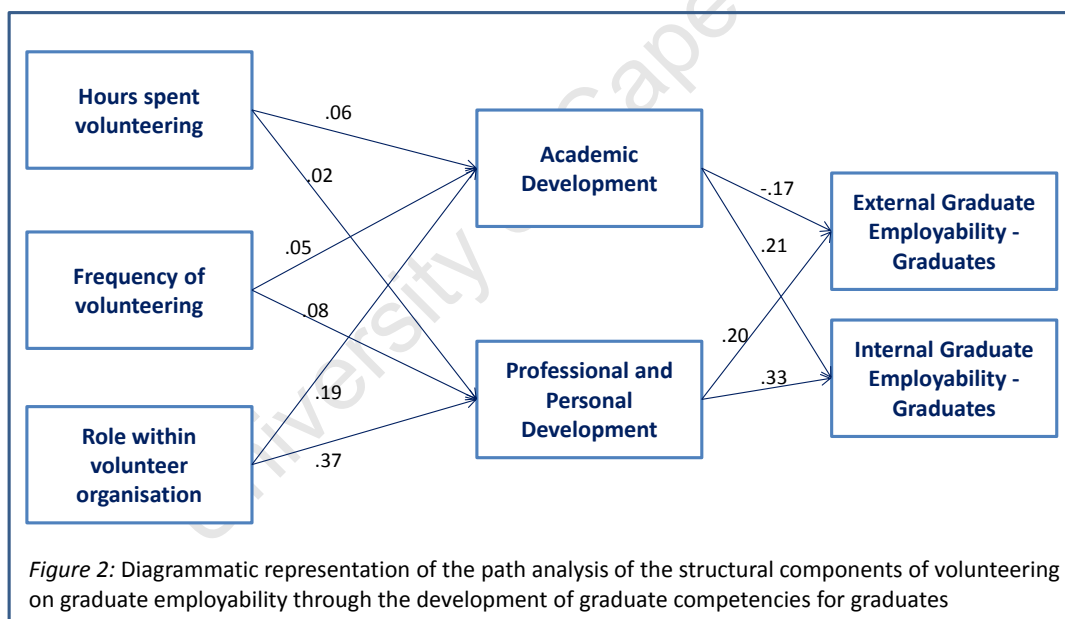 Hours spent
volunteering
Frequency of
volunteering
Role within
volunteer
organisation
.06
.02
.05
.08
.19
.37
Academic
Development
Professional and
Personal
Development
-.17
.21
.20
.33
External Graduate
Employability -
Graduates
Internal Graduate
Employability -
Graduates
University Cape
Figure 2: Diagrammatic representation of the path analysis of the structural components of volunteering
on graduate employability through the development of graduate competencies for graduates